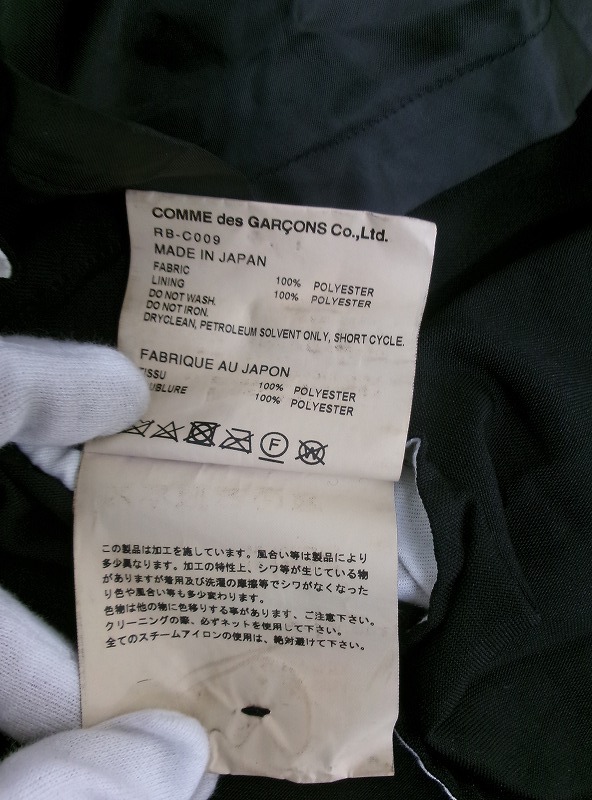 COMME des GARÇONS Co.,Ltd.
RB-C009
MADE IN JAPAN
FABRIC 100% POLYESTER
LINING 100% POLYESTER
DO NOT WASH.
DO NOT IRON.
DRYCLEAN, PETROLEUM SOLVENT ONLY, SHORT CYCLE.
FABRIQUE AU JAPON
TISSU 100% POLYESTER
UBLURE 100% POLYESTER
F W
この製品は加工を施しています。風合い等は製品により
多少異なります。加工の特性上、シワ等が生じている物
がありますが着用及び洗濯の摩擦等でシワがなくなった
り色や風合い等も多少変わります。
色物は他の物に色移りする事があります、ご注意下さい。
クリーニングの際、必ずネットを使用して下さい。
全てのスチームアイロンの使用は、絶対避けて下さい。